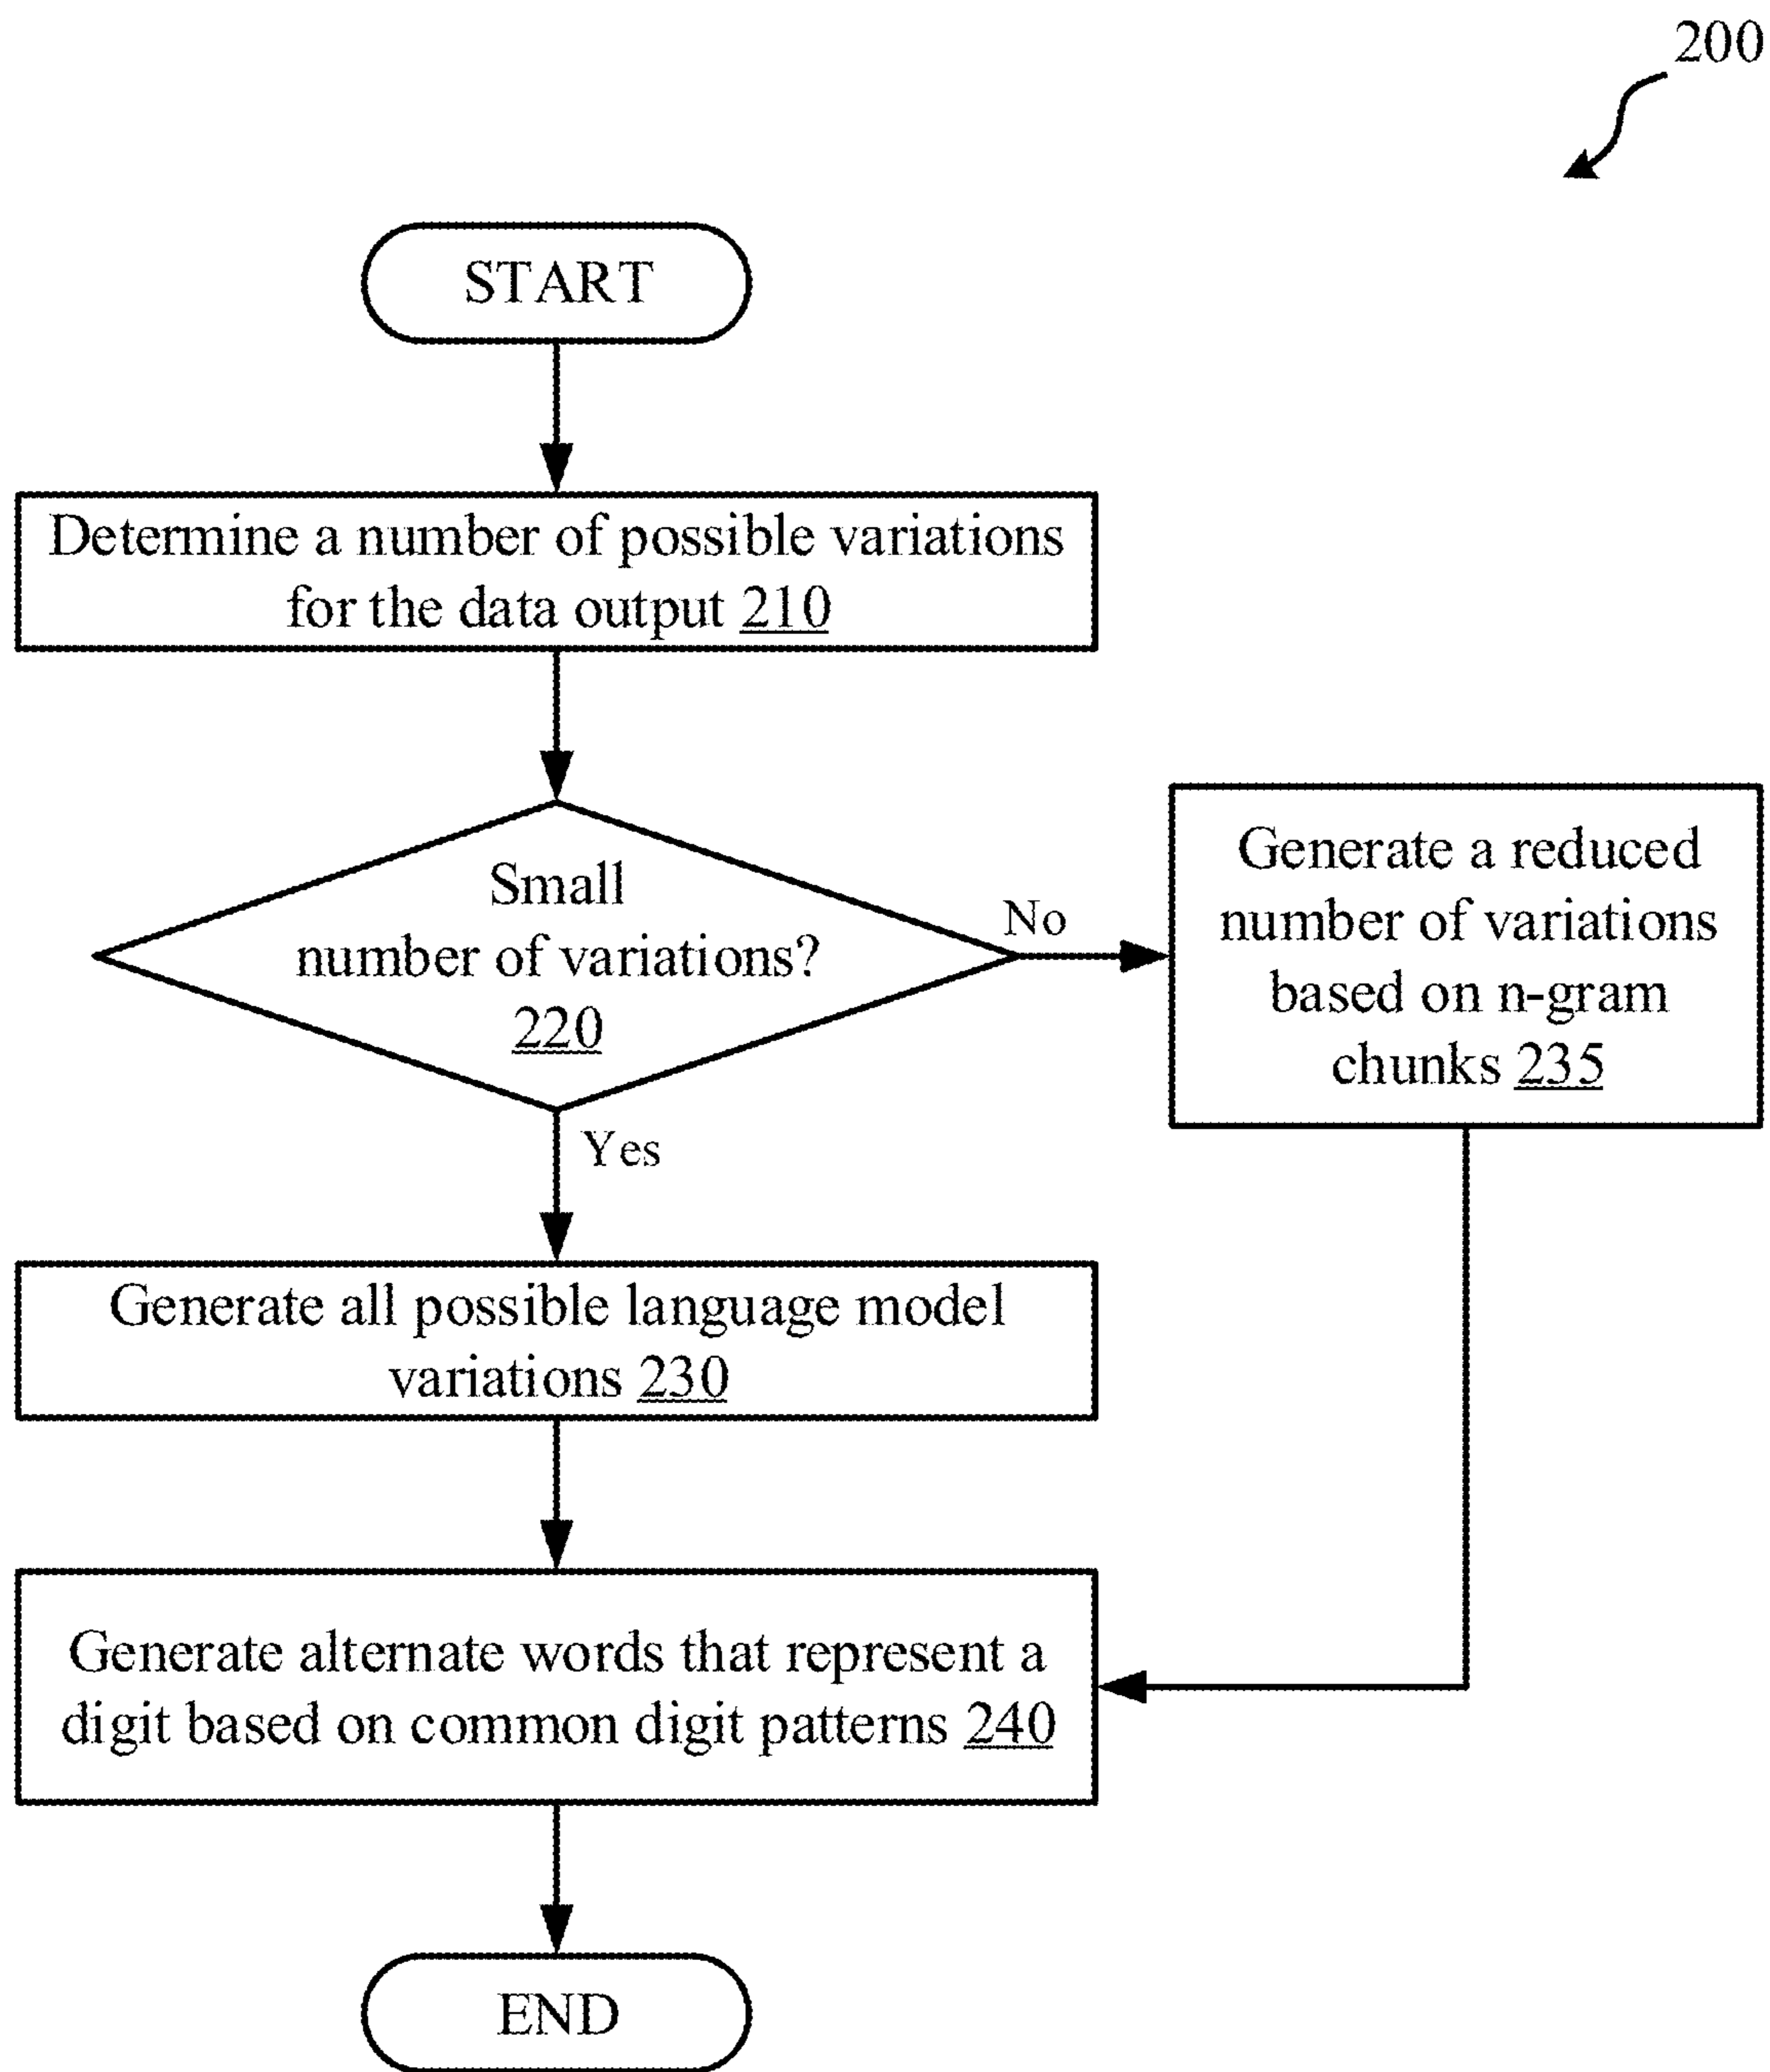 200
START
Determine a number of possible variations
for the data output 210
Small
number of variations?
220
No
Yes
Generate a reduced
number of variations
based on n-gram
chunks 235
Generate all possible language model
variations 230
Generate alternate words that represent a
digit based on common digit patterns 240
END